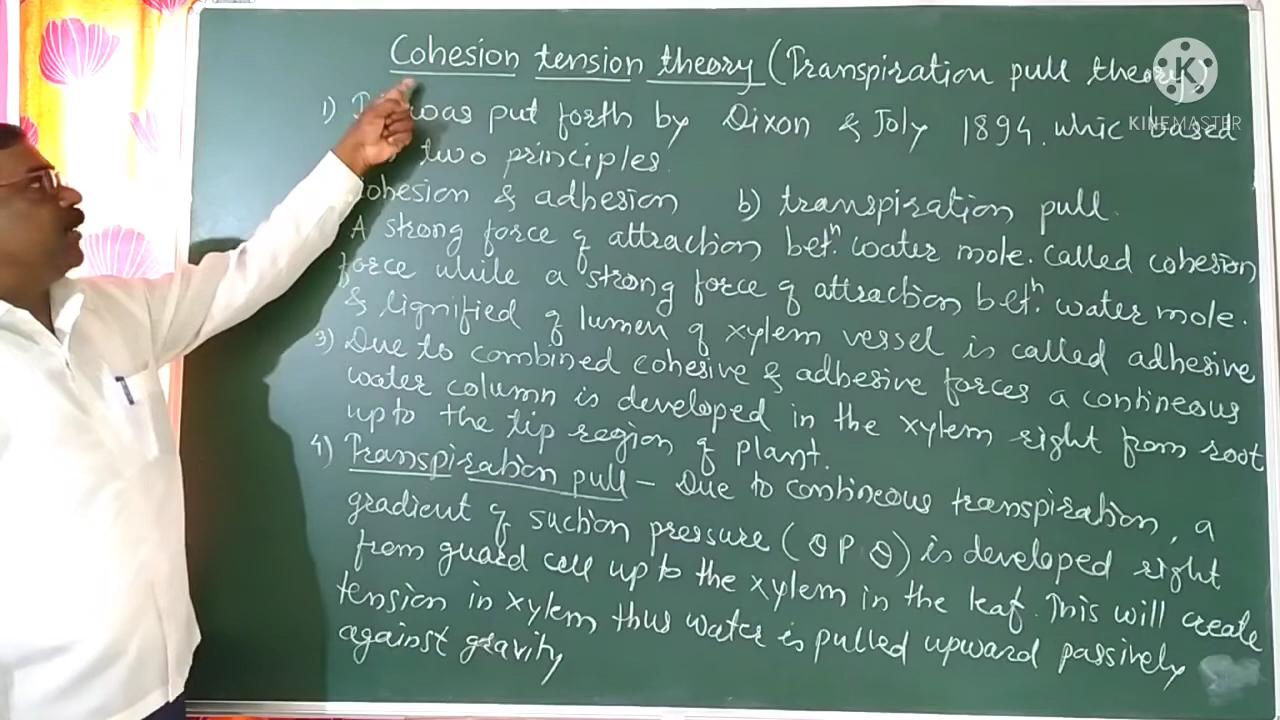 Cohesion tension theory (Transpiration pull theory)
1) It was put forth by Dixon & Joly 1894. whic based
two principles.
cohesion & adhesion b) transpiration pull.
A strong force of attraction betn. water mole. called cohesion
force while a strong force of attraction betn. water mole.
& lignified of lumen of xylem vessel is called adhesive
3) Due to combined cohesive & adhesive forces a contineous
water column is developed in the xylem right from root
upto the tip region of plant.
4) Transpiration pull - Due to contineous transpiration, a
gradient of suction pressure ( ) is developed right
from guard cell up to the xylem in the leaf. This will create
tension in xylem thus water is pulled upward passively
against gravity
K
KINEMASTER